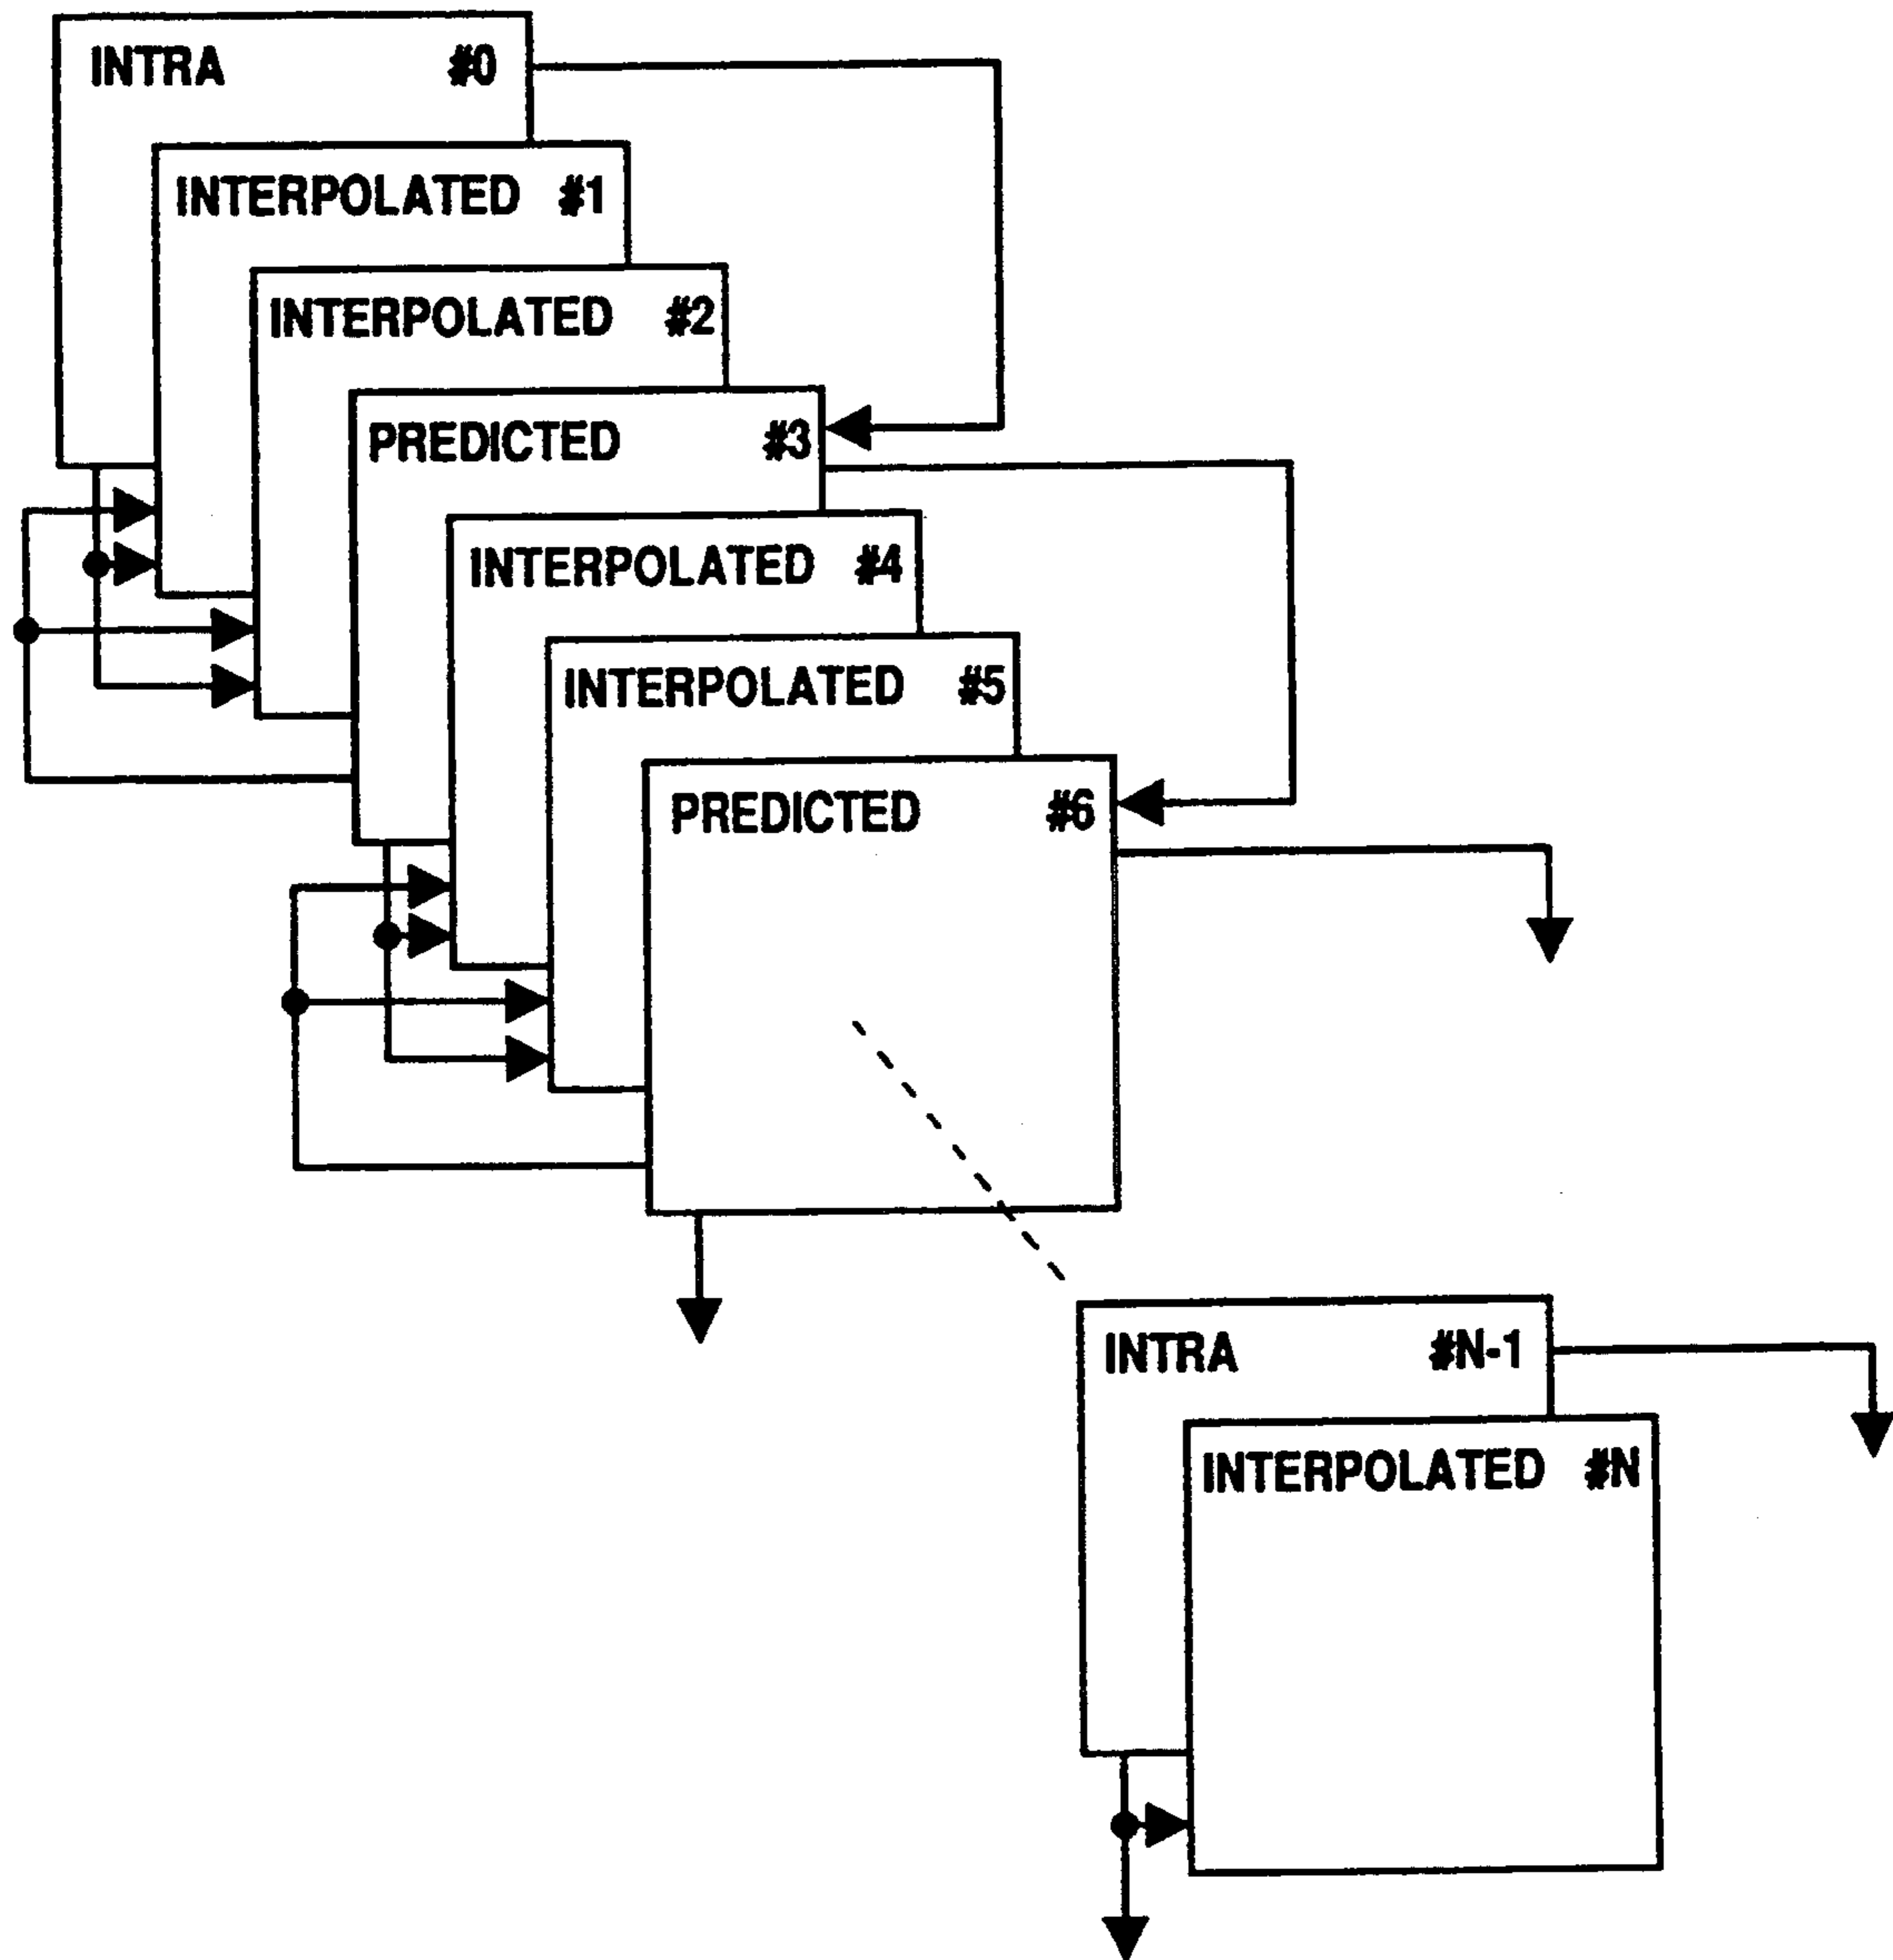 INTRA #0
INTERPOLATED #1
INTERPOLATED #2
PREDICTED #3
INTERPOLATED #4
INTERPOLATED #5
PREDICTED #6
INTRA #N-1
INTERPOLATED #N